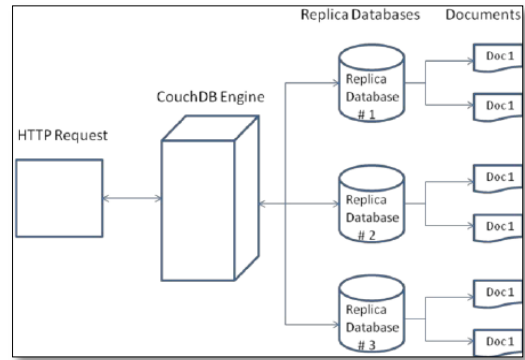 Replica Databases
Documents
CouchDB Engine
HTTP Request
Replica
Database
# 1
Doc 1
Doc 1
Replica
Database
# 2
Doc 1
Doc 1
Replica
Database
# 3
Doc 1
Doc 1